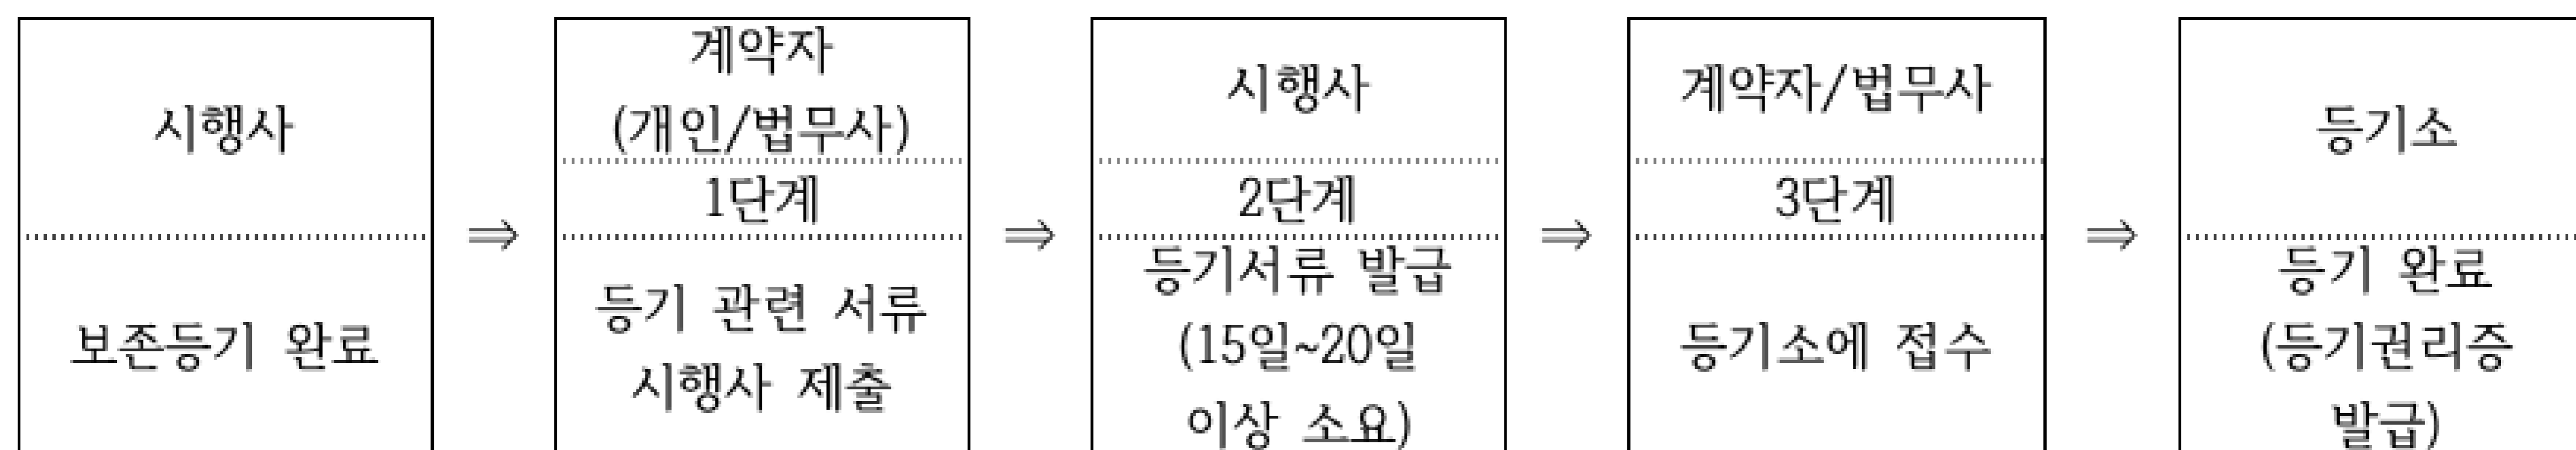 시행사
보존등기 완료
⇒
계약자
(개인/법무사)
1단계
등기 관련 서류
시행사 제출
⇒
시행사
2단계
등기서류 발급
(15일~20일
이상 소요)
⇒
계약자/법무사
3단계
등기소에 접수
⇒
등기소
등기 완료
(등기권리증
발급)